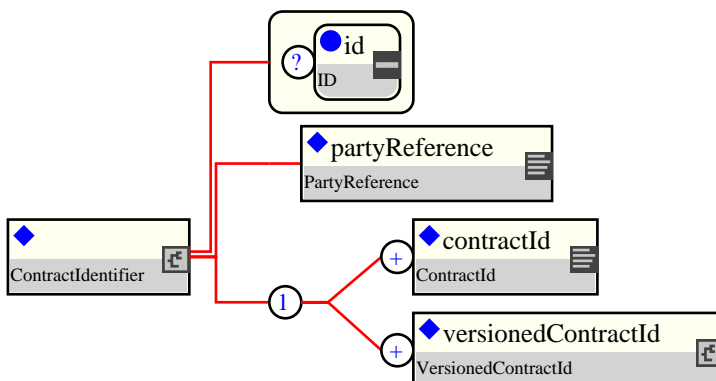 id
?
ID
partyReference
PartyReference
ContractIdentifier
contractId
+
ContractId
1
versionedContractId
+
VersionedContractId